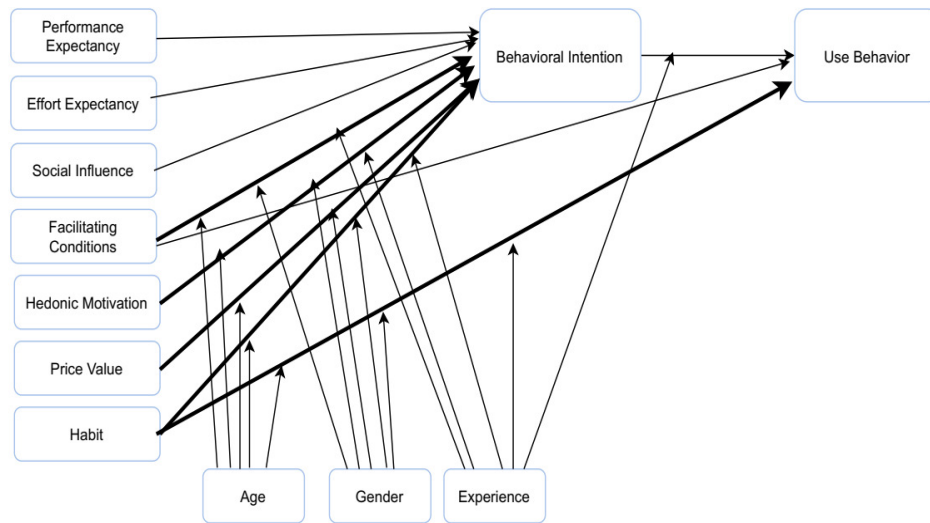 Performance
Expectancy
Behavioral Intention
Use Behavior
Effort Expectancy
Social Influence
Facilitating
Conditions
Hedonic Motivation
Price Value
Habit
Age
Gender
Experience